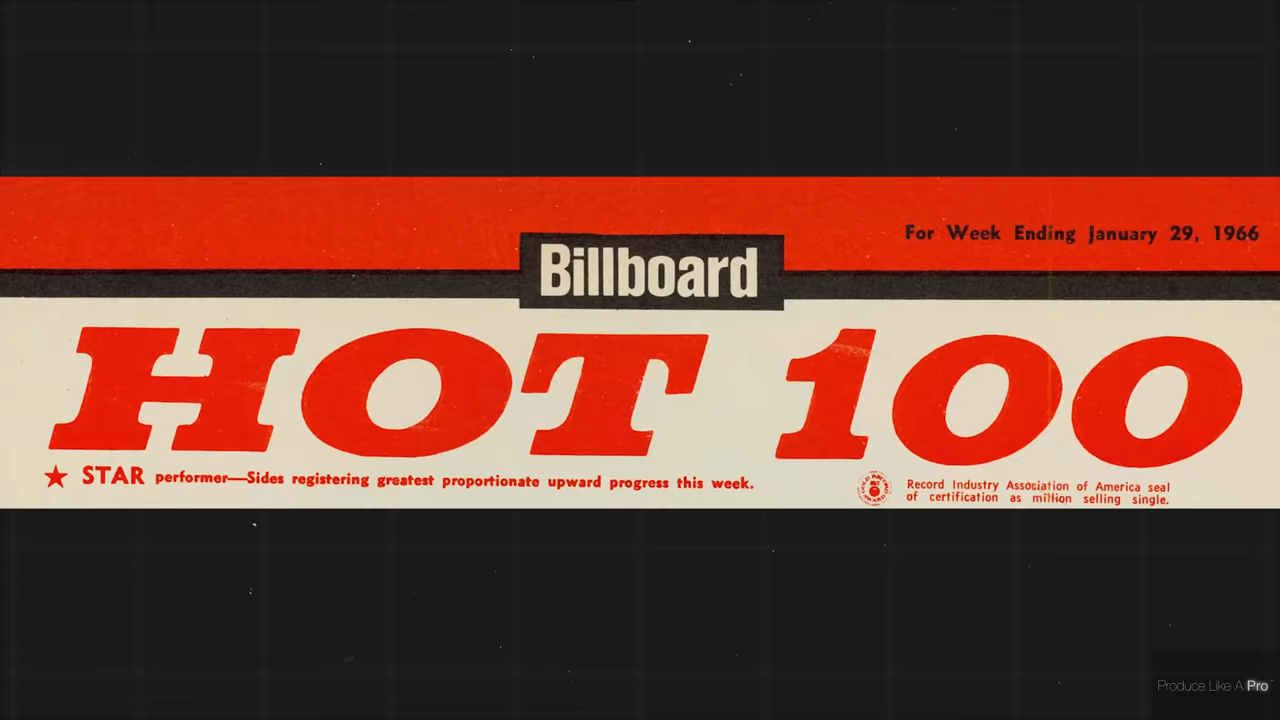 For Week Ending January 29, 1966
Billboard
HOT 100
★ STAR performer—Sides registering greatest proportionate upward progress this week.
Record Industry Association of America seal
of certification as million selling single.
Produce Like A Pro